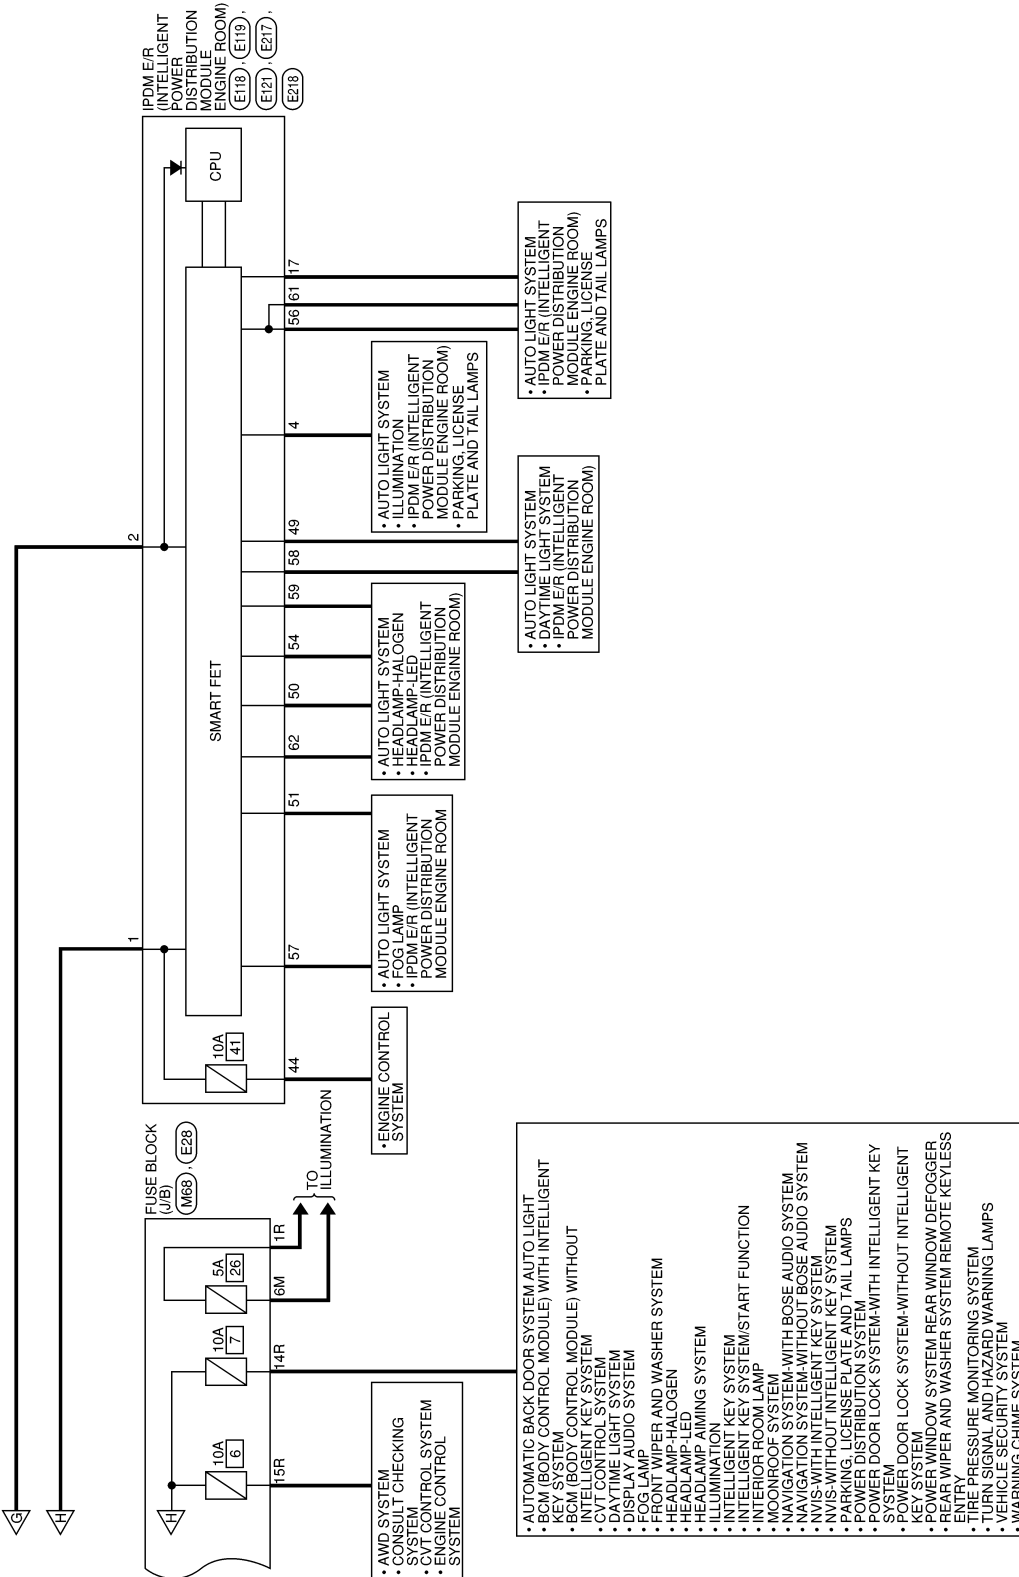 IPDM E/R
(INTELLIGENT
POWER
DISTRIBUTION
MODULE
ENGINE ROOM)
E118 , E119 ,
E121 , E217 ,
E218
CPU
SMART FET
G
H
2
1
10A
41
44
57
51
62
50
54
59
58
49
4
56
61
17
• ENGINE CONTROL
SYSTEM
• AUTO LIGHT SYSTEM
• FOG LAMP
• IPDM E/R (INTELLIGENT
POWER DISTRIBUTION
MODULE ENGINE ROOM
• AUTO LIGHT SYSTEM
• HEADLAMP-HALOGEN
• HEADLAMP-LED
• IPDM E/R (INTELLIGENT
POWER DISTRIBUTION
MODULE ENGINE ROOM)
• AUTO LIGHT SYSTEM
• DAYTIME LIGHT SYSTEM
• IPDM E/R (INTELLIGENT
POWER DISTRIBUTION
MODULE ENGINE ROOM)
• AUTO LIGHT SYSTEM
• ILLUMINATION
• IPDM E/R (INTELLIGENT
POWER DISTRIBUTION
MODULE ENGINE ROOM)
• PARKING, LICENSE
PLATE AND TAIL LAMPS
• AUTO LIGHT SYSTEM
• IPDM E/R (INTELLIGENT
POWER DISTRIBUTION
MODULE ENGINE ROOM)
• PARKING, LICENSE
PLATE AND TAIL LAMPS
FUSE BLOCK
(J/B)
M68 , E28
H
10A
6
10A
7
5A
26
15R
14R
6M
1R
TO
ILLUMINATION
• AWD SYSTEM
• CONSULT CHECKING
SYSTEM
• CVT CONTROL SYSTEM
• ENGINE CONTROL
SYSTEM
• AUTOMATIC BACK DOOR SYSTEM AUTO LIGHT
• BCM (BODY CONTROL MODULE) WITH INTELLIGENT
KEY SYSTEM
• BCM (BODY CONTROL MODULE) WITHOUT
INTELLIGENT KEY SYSTEM
• CVT CONTROL SYSTEM
• DAYTIME LIGHT SYSTEM
• DISPLAY AUDIO SYSTEM
• FOG LAMP
• FRONT WIPER AND WASHER SYSTEM
• HEADLAMP-HALOGEN
• HEADLAMP-LED
• HEADLAMP AIMING SYSTEM
• ILLUMINATION
• INTELLIGENT KEY SYSTEM
• INTELLIGENT KEY SYSTEM/START FUNCTION
• INTERIOR ROOM LAMP
• MOONROOF SYSTEM
• NAVIGATION SYSTEM-WITH BOSE AUDIO SYSTEM
• NAVIGATION SYSTEM-WITHOUT BOSE AUDIO SYSTEM
• NVIS-WITH INTELLIGENT KEY SYSTEM
• NVIS-WITHOUT INTELLIGENT KEY SYSTEM
• PARKING, LICENSE PLATE AND TAIL LAMPS
• POWER DISTRIBUTION SYSTEM
• POWER DOOR LOCK SYSTEM-WITH INTELLIGENT KEY
SYSTEM
• POWER DOOR LOCK SYSTEM-WITHOUT INTELLIGENT
KEY SYSTEM
• POWER WINDOW SYSTEM REAR WINDOW DEFOGGER
• REAR WIPER AND WASHER SYSTEM REMOTE KEYLESS
ENTRY
• TIRE PRESSURE MONITORING SYSTEM
• TURN SIGNAL AND HAZARD WARNING LAMPS
• VEHICLE SECURITY SYSTEM
• WARNING CHIME SYSTEM